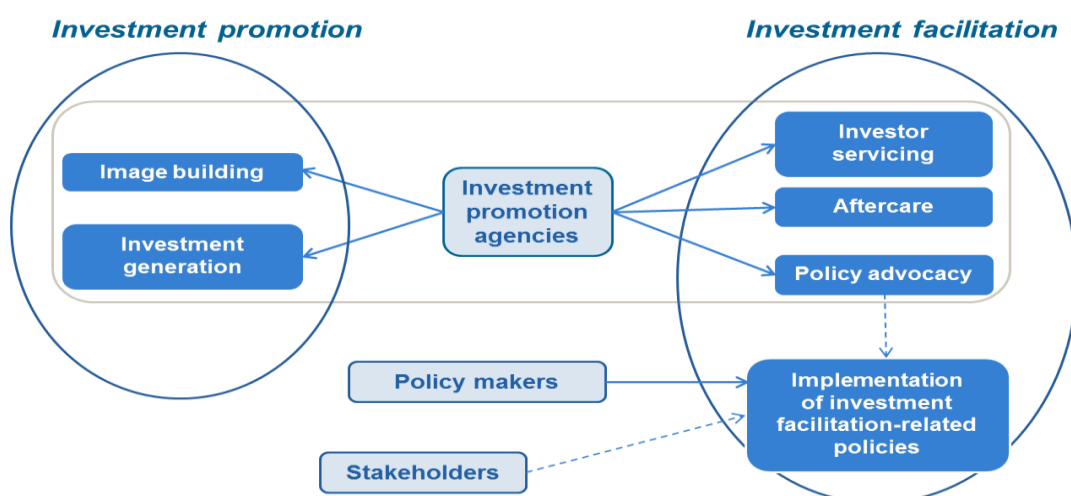 Investment promotion
Investment facilitation
Image building
Investment
generation
Investment
promotion
agencies
Investor
servicing
Aftercare
Policy advocacy
Policy makers
Stakeholders
Implementation
of investment
facilitation-related
policies